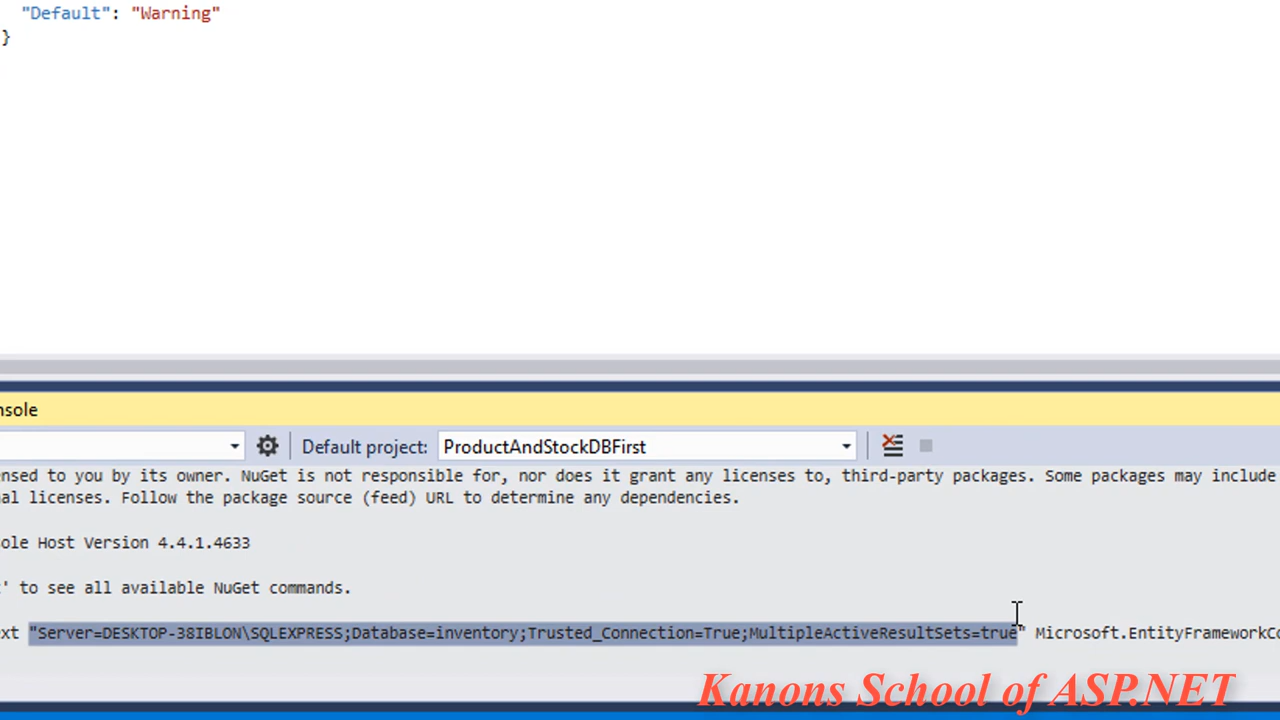 "Default": "Warning"
}
nsole
Default project: ProductAndStockDBFirst
ensed to you by its owner. NuGet is not responsible for, nor does it grant any licenses to, third-party packages. Some packages may include
nal licenses. Follow the package source (feed) URL to determine any dependencies.
sole Host Version 4.4.1.4633
' to see all available NuGet commands.
ext "Server=DESKTOP-38IBLON\SQLEXPRESS;Database=inventory;Trusted_Connection=True;MultipleActiveResultSets=true" Microsoft.EntityFrameworkCo
Kanons School of ASP.NET